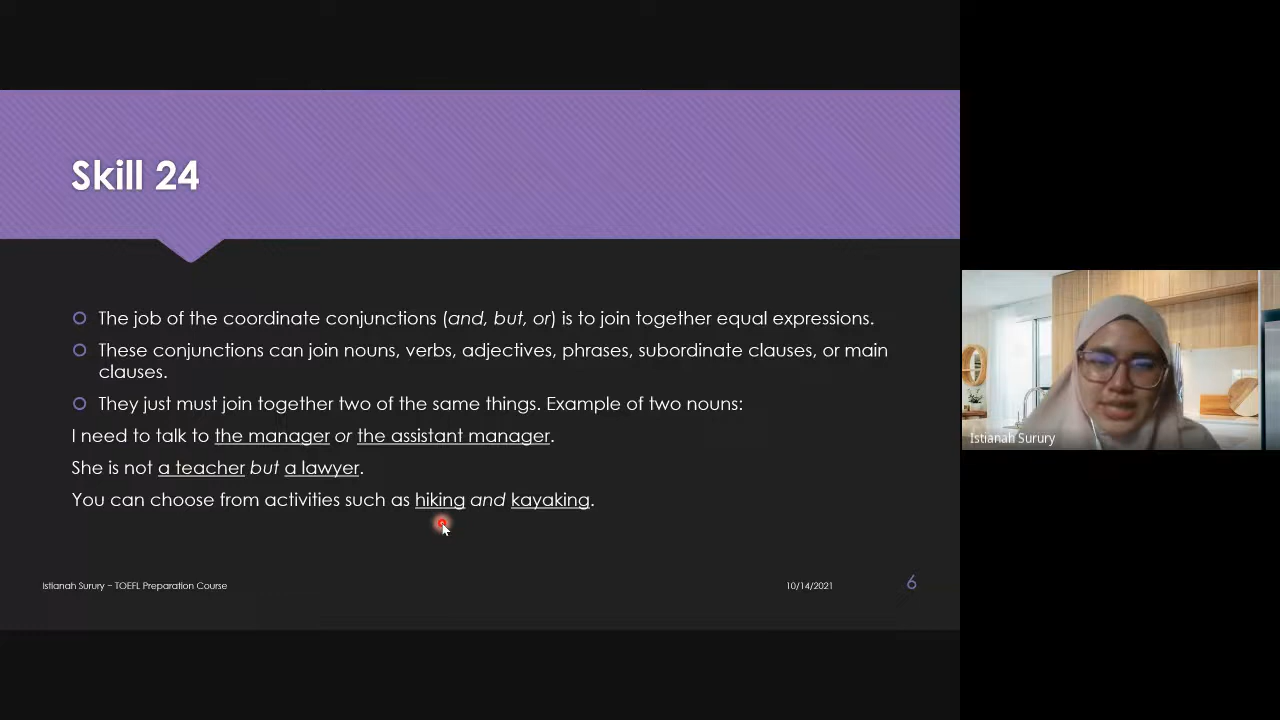 Skill 24
The job of the coordinate conjunctions (and, but, or) is to join together equal expressions.
These conjunctions can join nouns, verbs, adjectives, phrases, subordinate clauses, or main
clauses.
They just must join together two of the same things. Example of two nouns:
I need to talk to the manager or the assistant manager.
She is not a teacher but a lawyer.
You can choose from activities such as hiking and kayaking.
Istianah Surury – TOEFL Preparation Course
10/14/2021
6
Istianah Surury